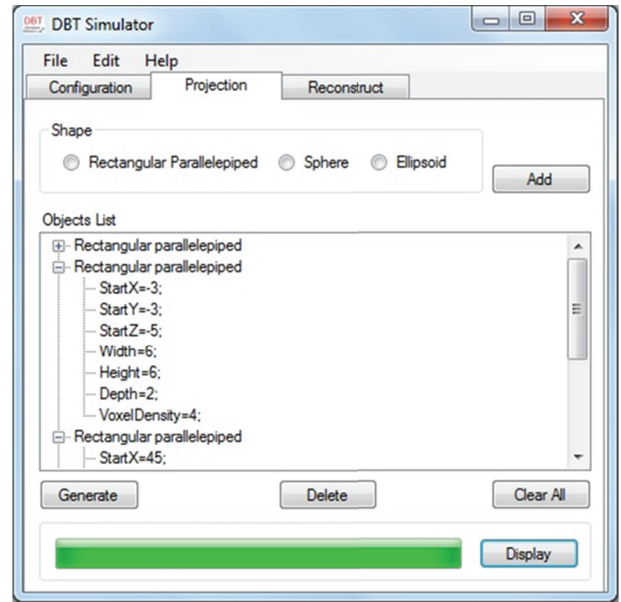 DBT DBT Simulator
File Edit Help
Configuration Projection Reconstruct
Shape
Rectangular Parallelepiped Sphere Ellipsoid
Add
Objects List
Rectangular parallelepiped
Rectangular parallelepiped
StartX=-3;
StartY=-3;
StartZ=-5;
Width=6;
Height=6;
Depth=2;
VoxelDensity=4;
Rectangular parallelepiped
StartX=45;
Generate Delete Clear All
Display